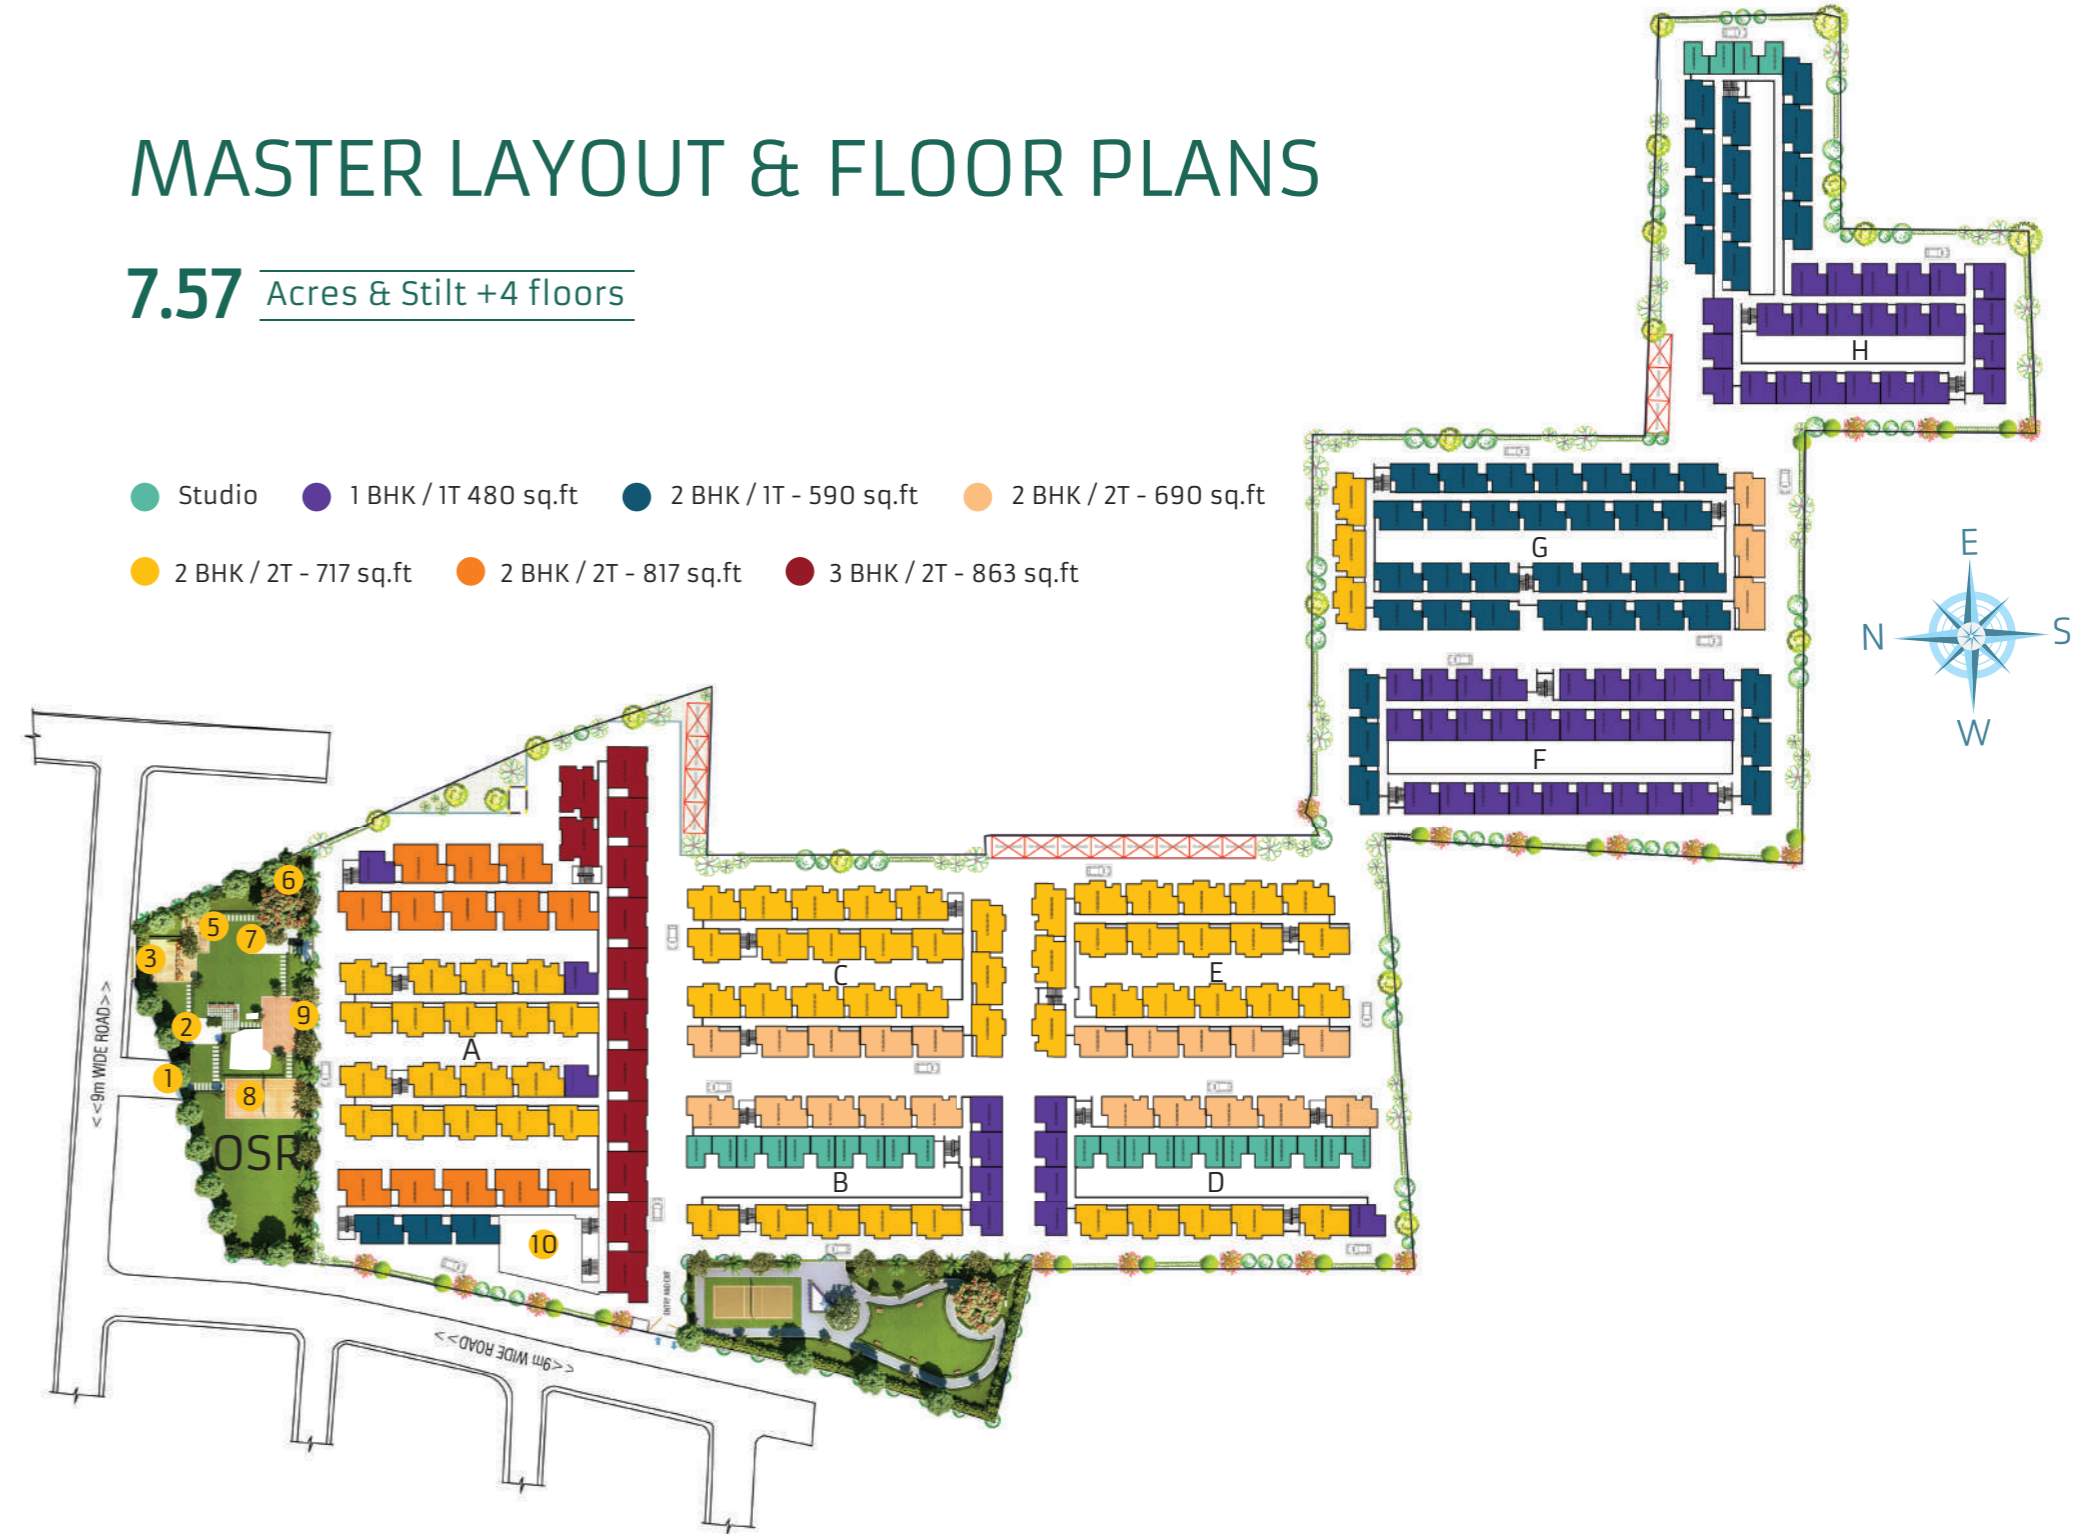 MASTER LAYOUT & FLOOR PLANS
7.57 Acres & Stilt +4 floors
Studio
1 BHK / 1T 480 sq.ft
2 BHK / 1T - 590 sq.ft
2 BHK / 2T - 690 sq.ft
2 BHK / 2T - 717 sq.ft
2 BHK / 2T - 817 sq.ft
3 BHK / 2T - 863 sq.ft
H
G
F
E
N
S
W
6
5
7
3
2
9
1
8
OSR
A
C
E
B
D
10
<<9m WIDE ROAD>>
ENTRY AND EXIT
<<9m WIDE ROAD>>